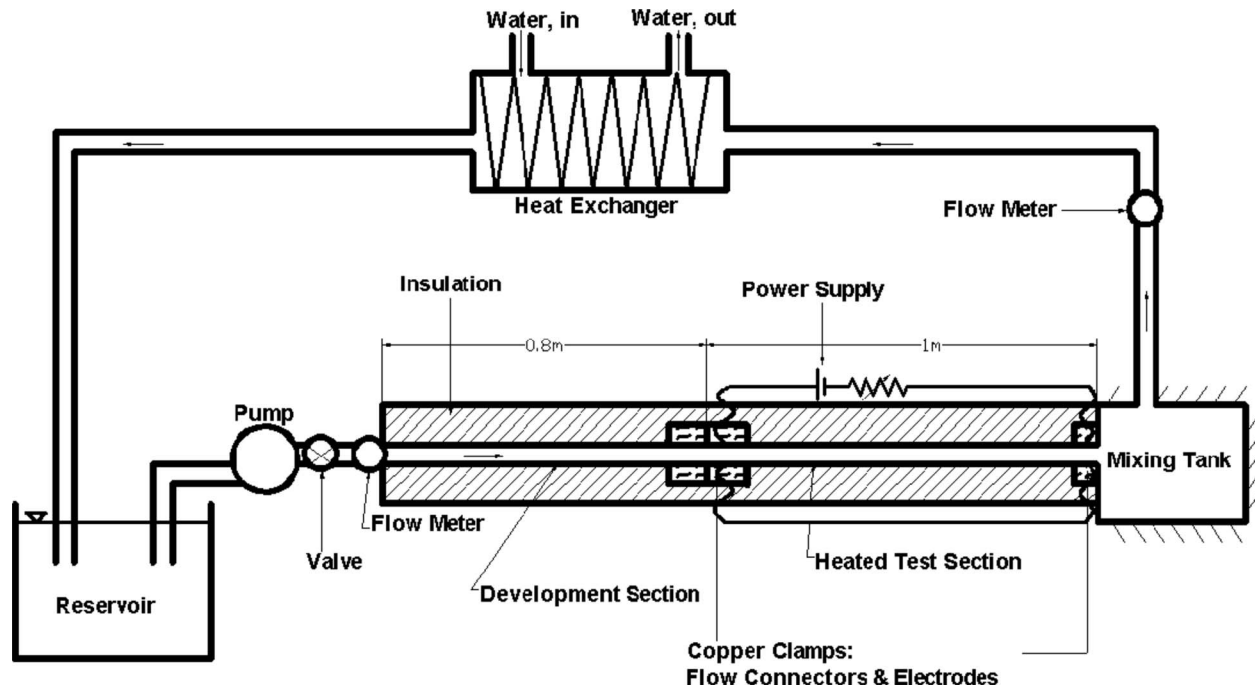 Water, in
Water, out
Heat Exchanger
Flow Meter
Insulation
Power Supply
0.8m
1m
Pump
Mixing Tank
Flow Meter
Valve
Heated Test Section
Development Section
Reservoir
Copper Clamps:
Flow Connectors & Electrodes